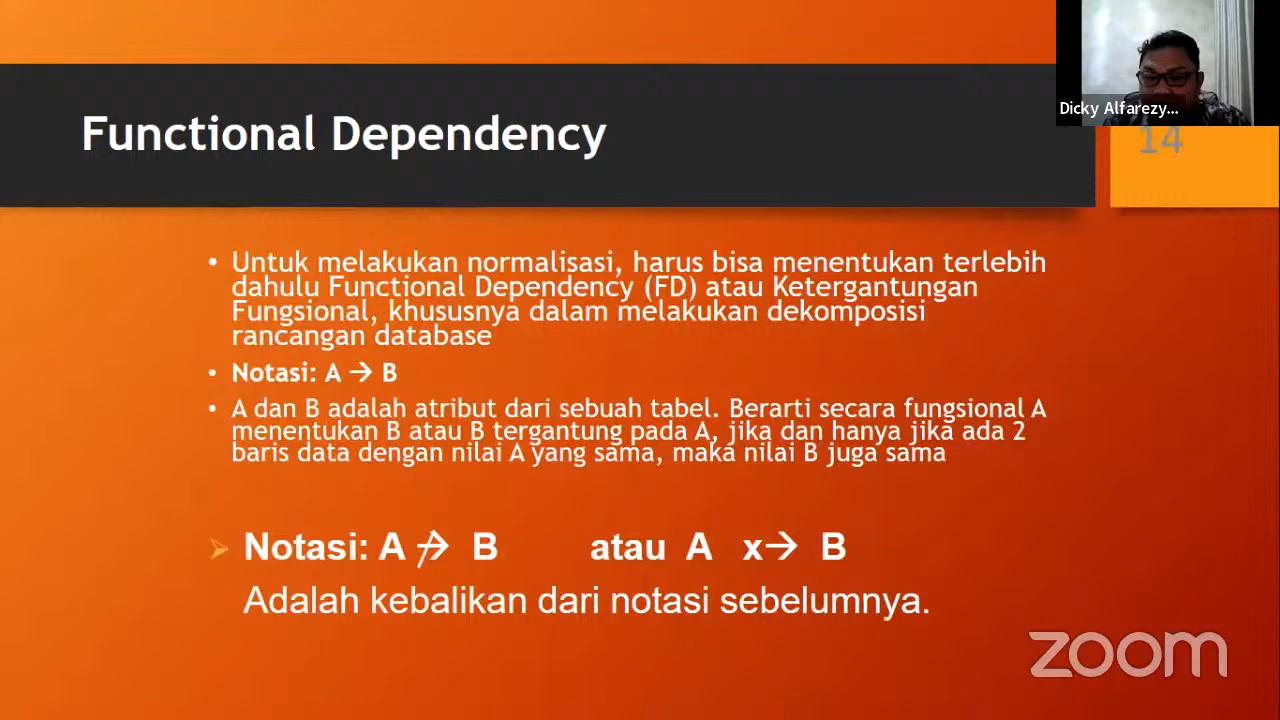 Dicky Alfarezy...
Functional Dependency
14
• Untuk melakukan normalisasi, harus bisa menentukan terlebih
dahulu Functional Dependency (FD) atau Ketergantungan
Fungsional, khususnya dalam melakukan dekomposisi
rancangan database
• Notasi: A → B
• A dan B adalah atribut dari sebuah tabel. Berarti secara fungsional A
menentukan B atau B tergantung pada A, jika dan hanya jika ada 2
baris data dengan nilai A yang sama, maka nilai B juga sama
➢ Notasi: A ↛ B atau A x→ B
Adalah kebalikan dari notasi sebelumnya.
zoom